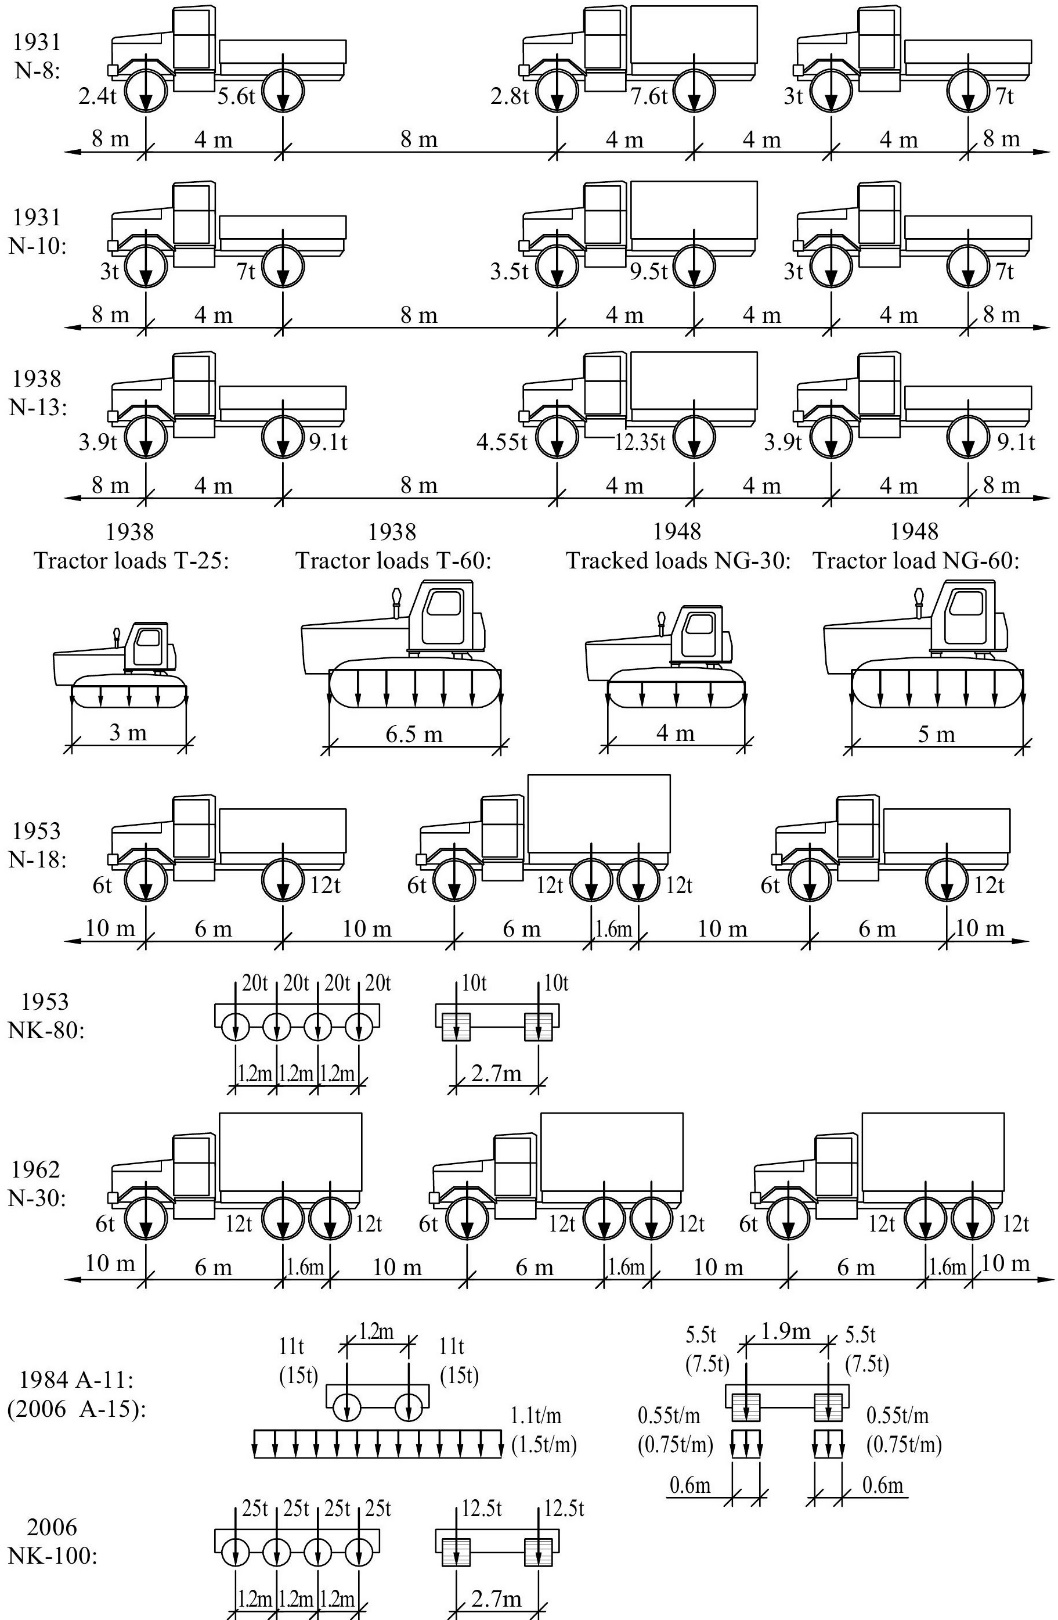 1931
N-8:
2.4t 5.6t 2.8t 7.6t 3t 7t
8 m 4 m 8 m 4 m 4 m 4 m 8 m
1931
N-10:
3t 7t 3.5t 9.5t 3t 7t
8 m 4 m 8 m 4 m 4 m 4 m 8 m
1938
N-13:
3.9t 9.1t 4.55t 12.35t 3.9t 9.1t
8 m 4 m 8 m 4 m 4 m 4 m 8 m
1938 1938 1948 1948
Tractor loads T-25: Tractor loads T-60: Tracked loads NG-30: Tractor load NG-60:
3 m 6.5 m 4 m 5 m
1953
N-18:
6t 12t 6t 12t 12t 6t 12t
10 m 6 m 10 m 6 m 1.6m 10 m 6 m 10 m
20t 20t 20t 20t 10t 10t
1953
NK-80:
1.2m 1.2m 1.2m 2.7m
1962
N-30:
6t 12t 12t 6t 12t 12t 6t 12t 12t
10 m 6 m 1.6m 10 m 6 m 1.6m 10 m 6 m 1.6m 10 m
1.2m 1.9m
11t 11t 5.5t 5.5t
(15t) (15t) (7.5t) (7.5t)
1984 A-11:
(2006 A-15):
1.1t/m 0.55t/m 0.55t/m
(1.5t/m) (0.75t/m) (0.75t/m)
0.6m 0.6m
25t 25t 25t 25t 12.5t 12.5t
2006
NK-100:
1.2m 1.2m 1.2m 2.7m